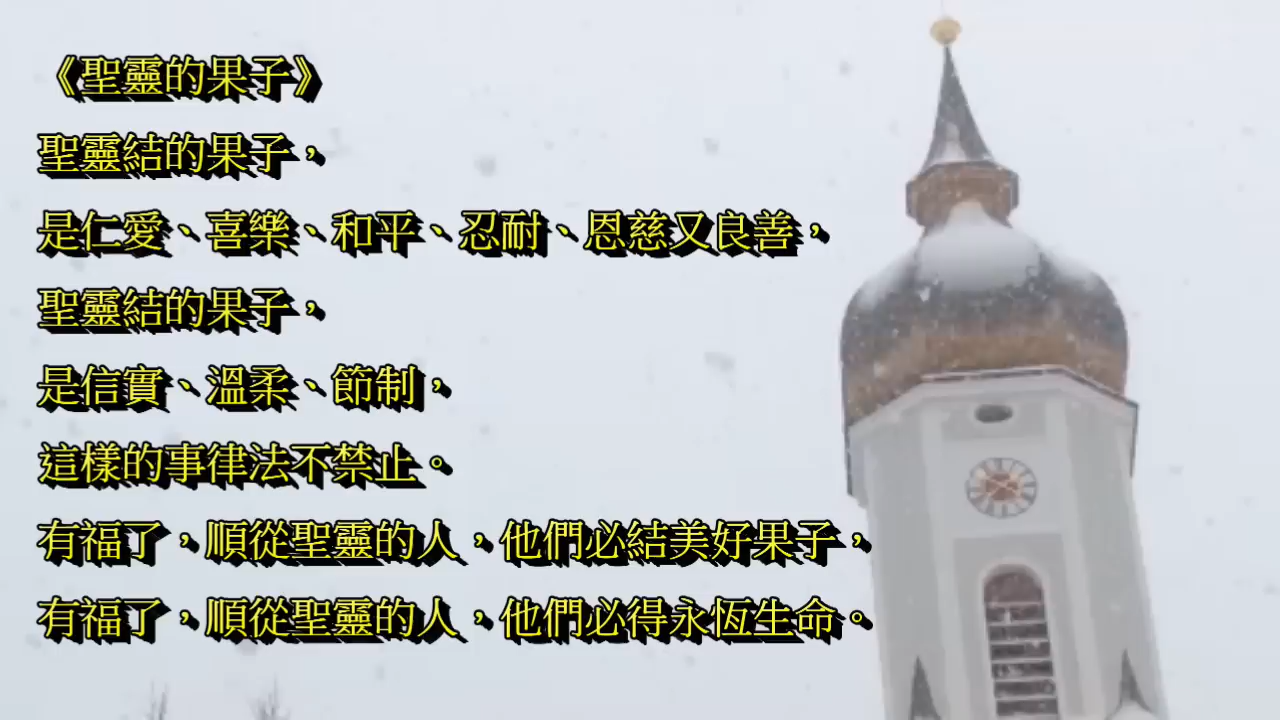 《聖靈的果子》
聖靈結的果子，
是仁愛、喜樂、和平、忍耐、恩慈又良善，
聖靈結的果子，
是信實、溫柔、節制，
這樣的事律法不禁止。
有福了，順從聖靈的人，他們必結美好果子，
有福了，順從聖靈的人，他們必得永恆生命。